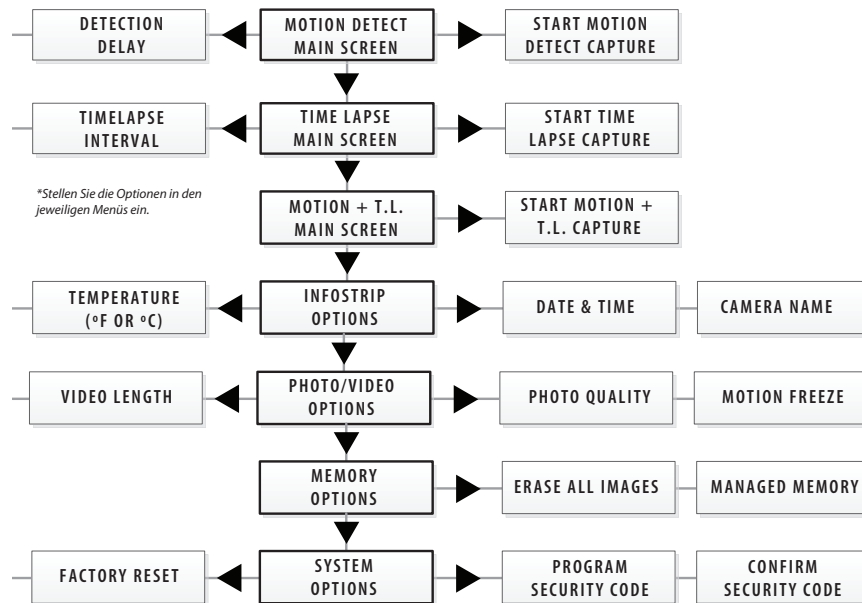 DETECTION
DELAY
MOTION DETECT
MAIN SCREEN
START MOTION
DETECT CAPTURE
TIMELAPSE
INTERVAL
TIME LAPSE
MAIN SCREEN
START TIME
LAPSE CAPTURE
*Stellen Sie die Optionen in den
jeweiligen Menüs ein.
MOTION + T.L.
MAIN SCREEN
START MOTION +
T.L. CAPTURE
TEMPERATURE
(ºF OR ºC)
INFOSTRIP
OPTIONS
DATE & TIME
CAMERA NAME
VIDEO LENGTH
PHOTO/VIDEO
OPTIONS
PHOTO QUALITY
MOTION FREEZE
MEMORY
OPTIONS
ERASE ALL IMAGES
MANAGED MEMORY
FACTORY RESET
SYSTEM
OPTIONS
PROGRAM
SECURITY CODE
CONFIRM
SECURITY CODE